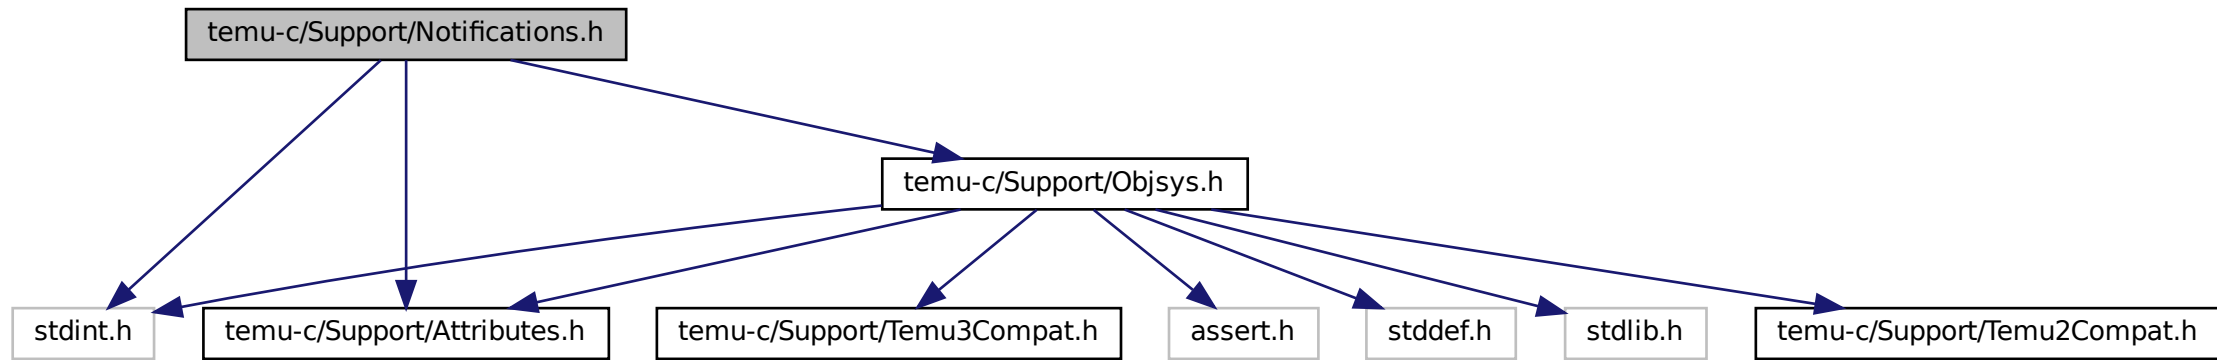 temu-c/Support/Notifications.h
temu-c/Support/Objsys.h
stdint.h
temu-c/Support/Attributes.h
temu-c/Support/Temu3Compat.h
assert.h
stddef.h
stdlib.h
temu-c/Support/Temu2Compat.h